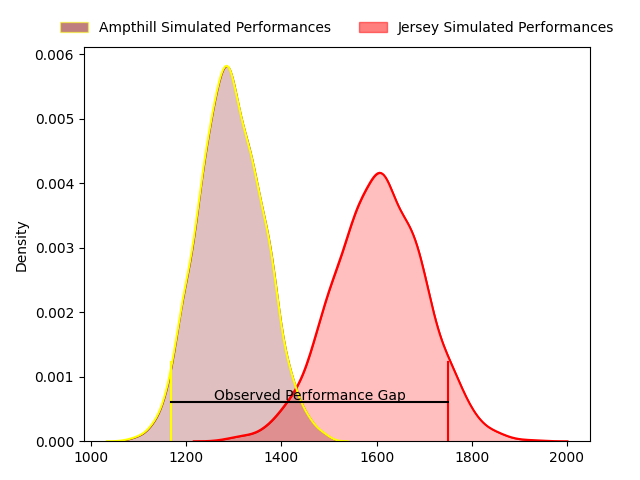 Ampthill Simulated Performances
Jersey Simulated Performances
0.006
0.005
0.004
0.003
0.002
0.001
0.000
Density
Observed Performance Gap
1000 1200 1400 1600 1800 2000